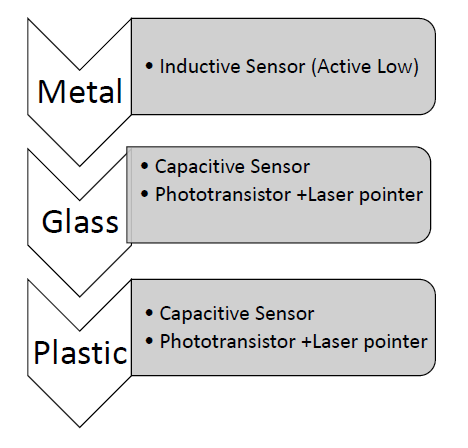 Metal
• Inductive Sensor (Active Low)
Glass
• Capacitive Sensor
• Phototransistor +Laser pointer
Plastic
• Capacitive Sensor
• Phototransistor +Laser pointer